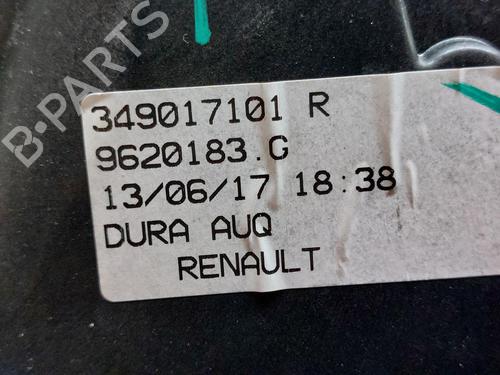 B-PARTS
349017101 R
9620183.G
13/06/17 18:38
DURA AUQ
RENAULT